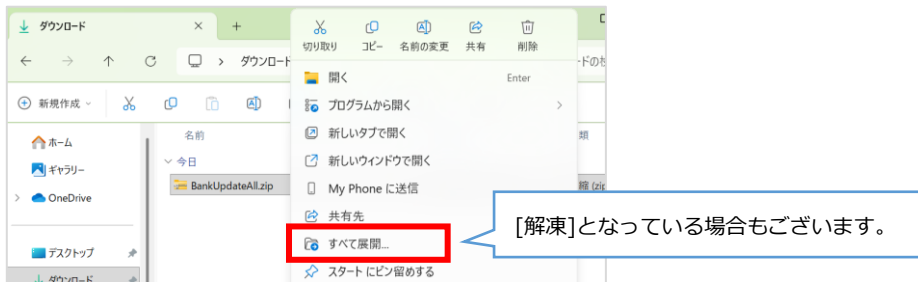 ダウンロード
切り取り コピー 名前の変更 共有 削除
ダウンロード
開く Enter
新規作成
プログラムから開く
ホーム
名前
新しいタブで開く
ギャラリー
今日
新しいウィンドウで開く
OneDrive
BankUpdateAll.zip
My Phone に送信
共有先
[解凍]となっている場合もございます。
デスクトップ
すべて展開...
ダウンロード
スタート にピン留めする